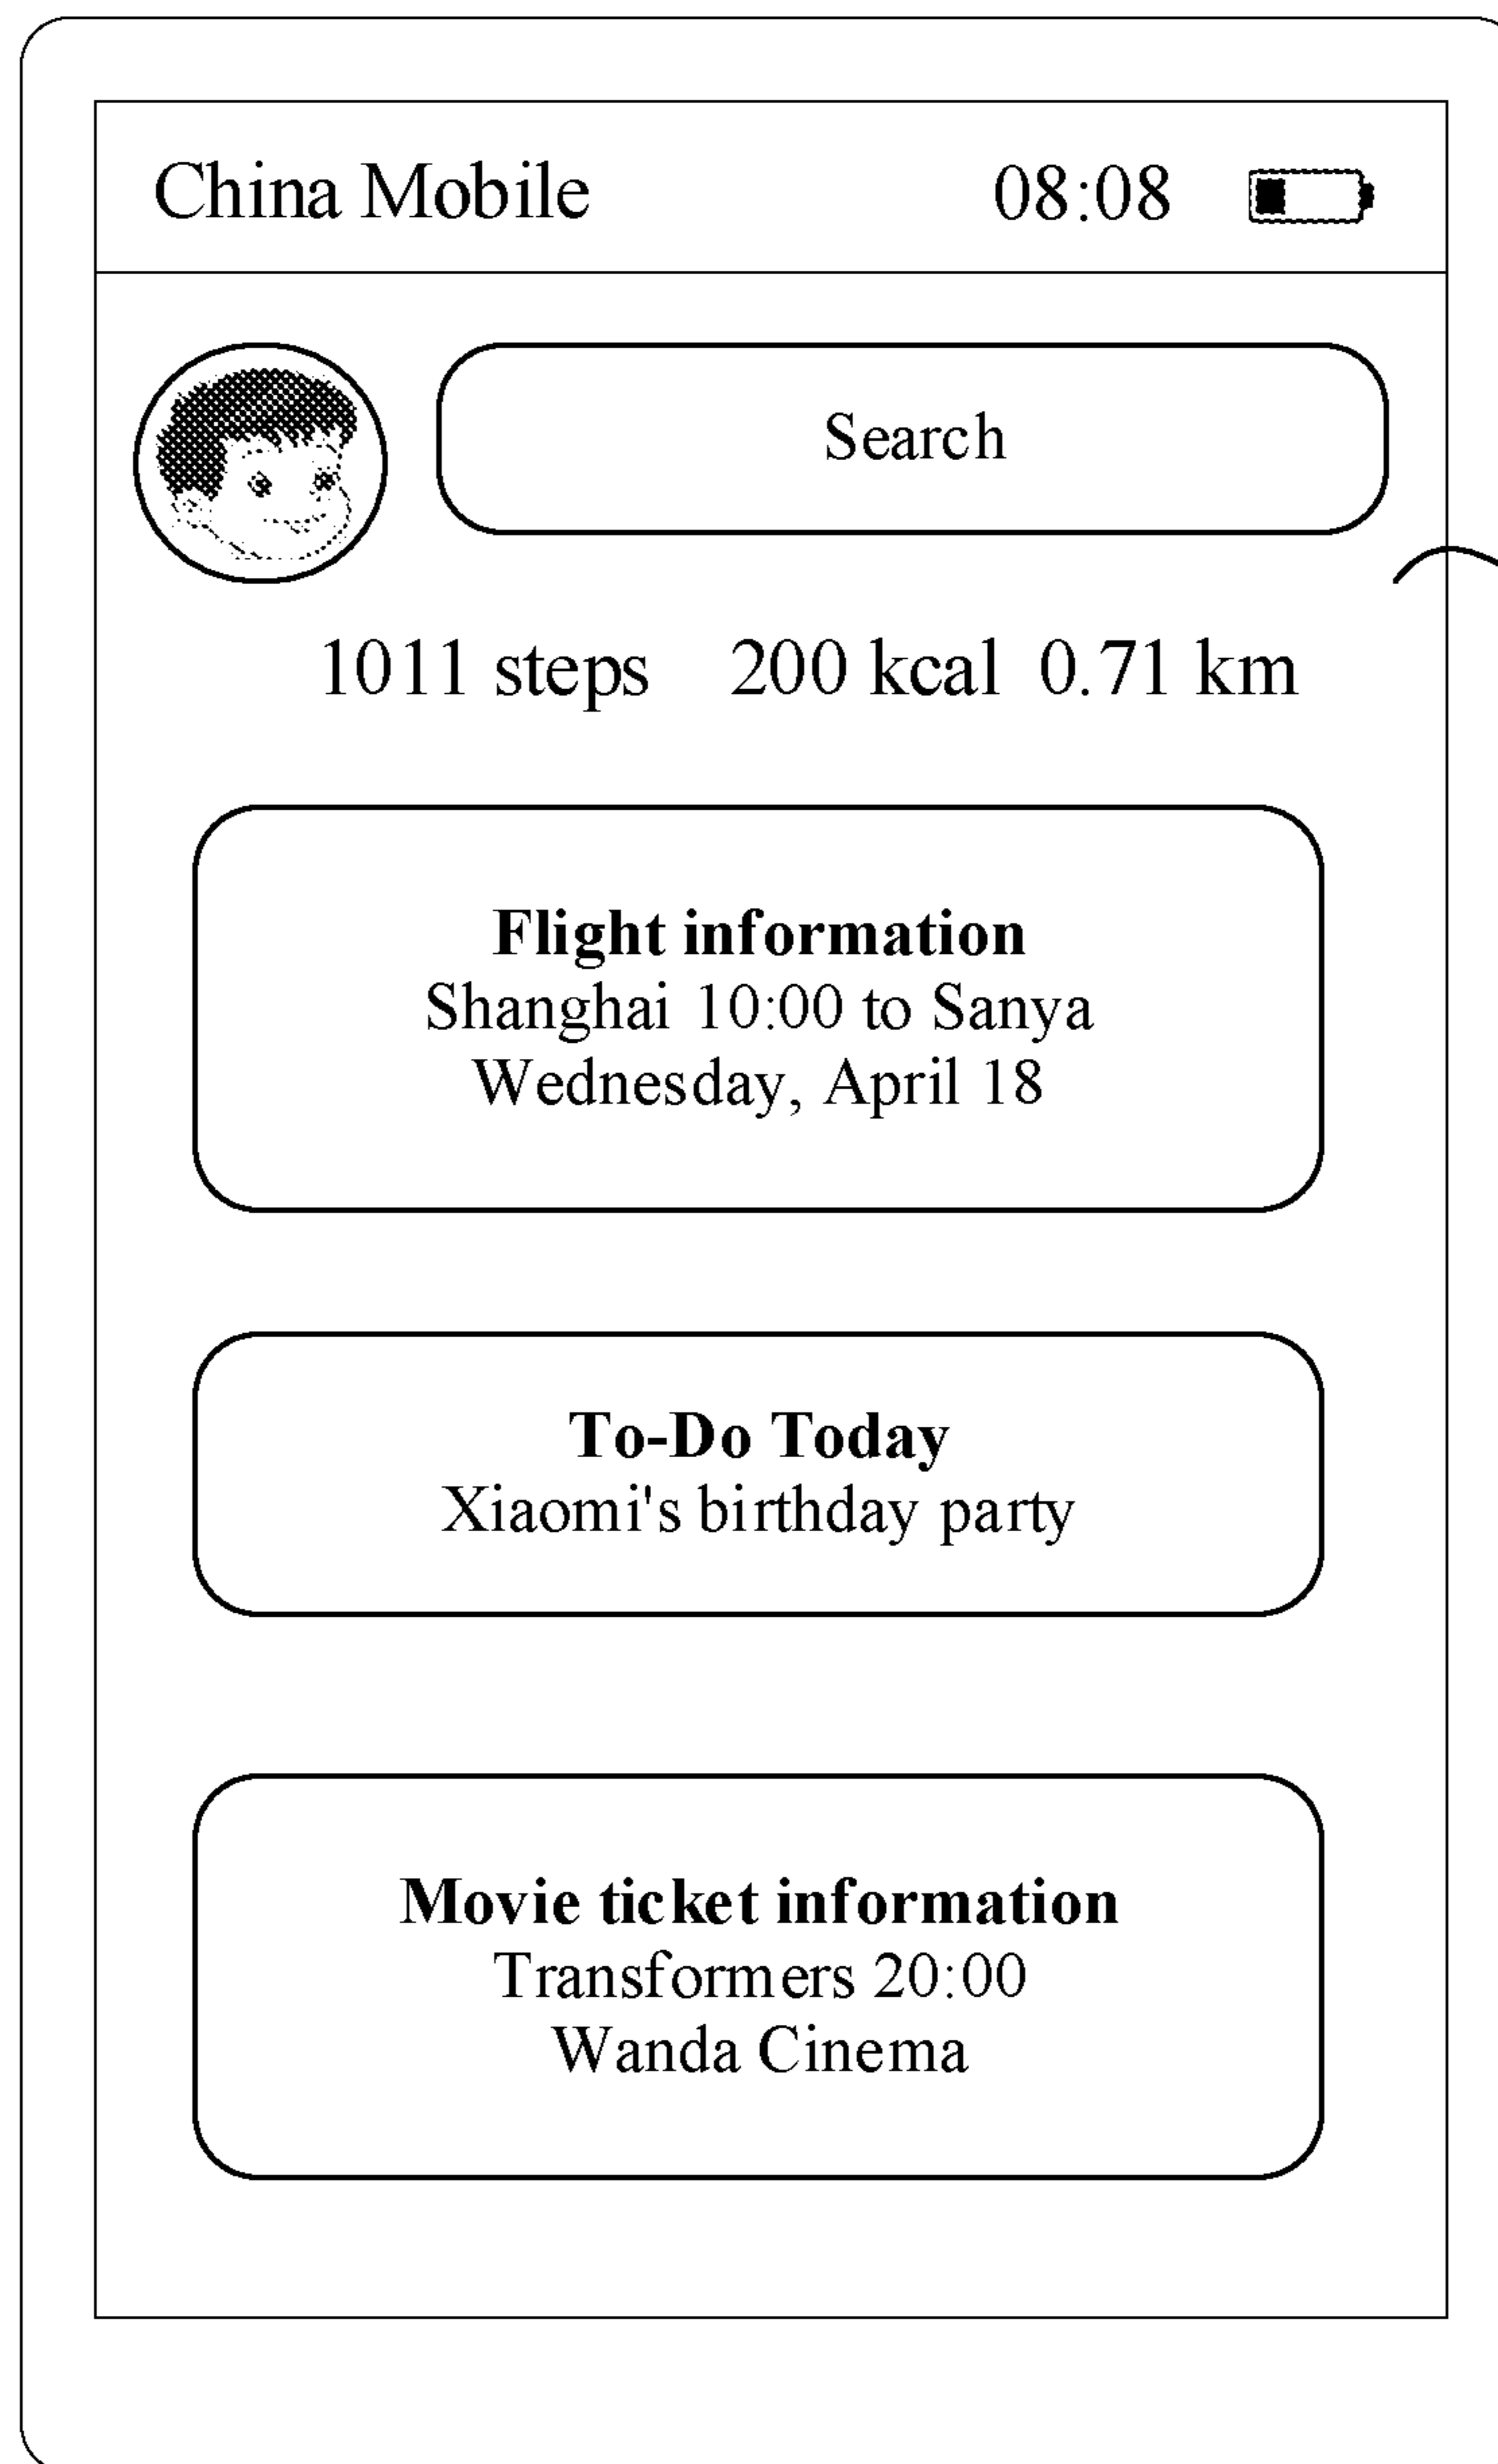 China Mobile 08:08
Search
1011 steps 200 kcal 0.71 km
Flight information
Shanghai 10:00 to Sanya
Wednesday, April 18
To-Do Today
Xiaomi's birthday party
Movie ticket information
Transformers 20:00
Wanda Cinema